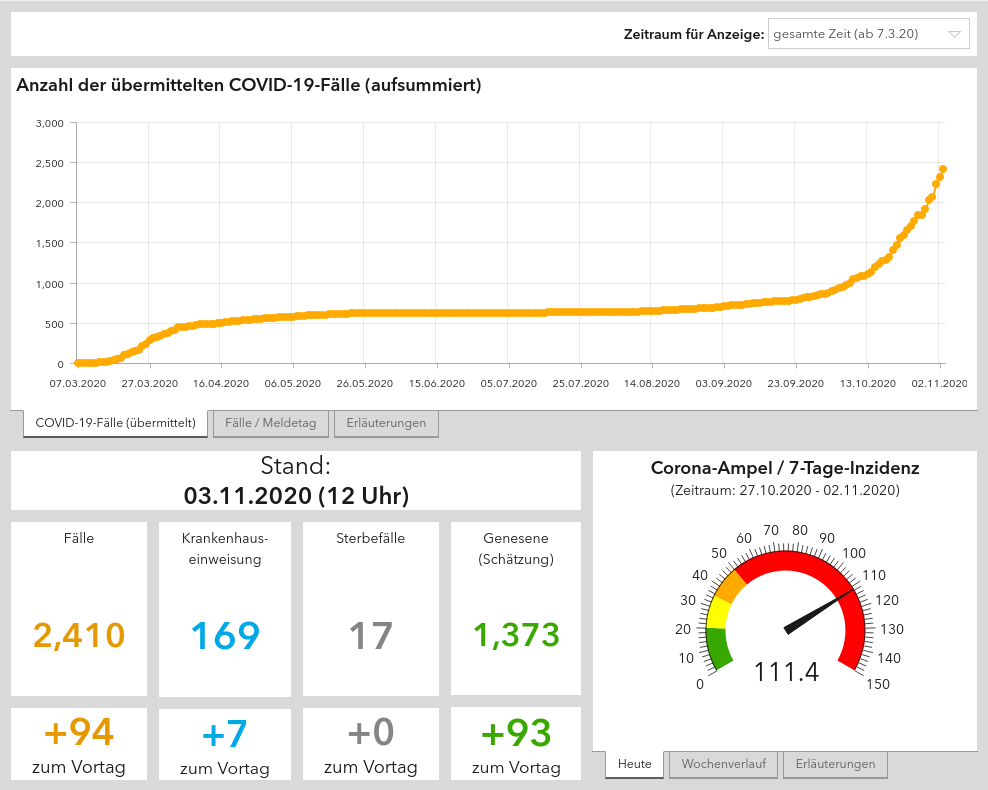 Zeitraum für Anzeige: gesamte Zeit (ab 7.3.20)
Anzahl der übermittelten COVID-19-Fälle (aufsummiert)
3,000
2,500
2,000
1,500
1,000
500
0
07.03.2020 27.03.2020 16.04.2020 06.05.2020 26.05.2020 15.06.2020 05.07.2020 25.07.2020 14.08.2020 03.09.2020 23.09.2020 13.10.2020 02.11.2020
COVID-19-Fälle (übermittelt) Fälle / Meldetag Erläuterungen
Stand:
03.11.2020 (12 Uhr)
Fälle
2,410
+94
zum Vortag
Krankenhaus-
einweisung
169
+7
zum Vortag
Sterbefälle
17
+0
zum Vortag
Genesene
(Schätzung)
1,373
+93
zum Vortag
Corona-Ampel / 7-Tage-Inzidenz
(Zeitraum: 27.10.2020 - 02.11.2020)
0
10
20
30
40
50
60
70
80
90
100
110
120
130
140
150
111.4
Heute Wochenverlauf Erläuterungen